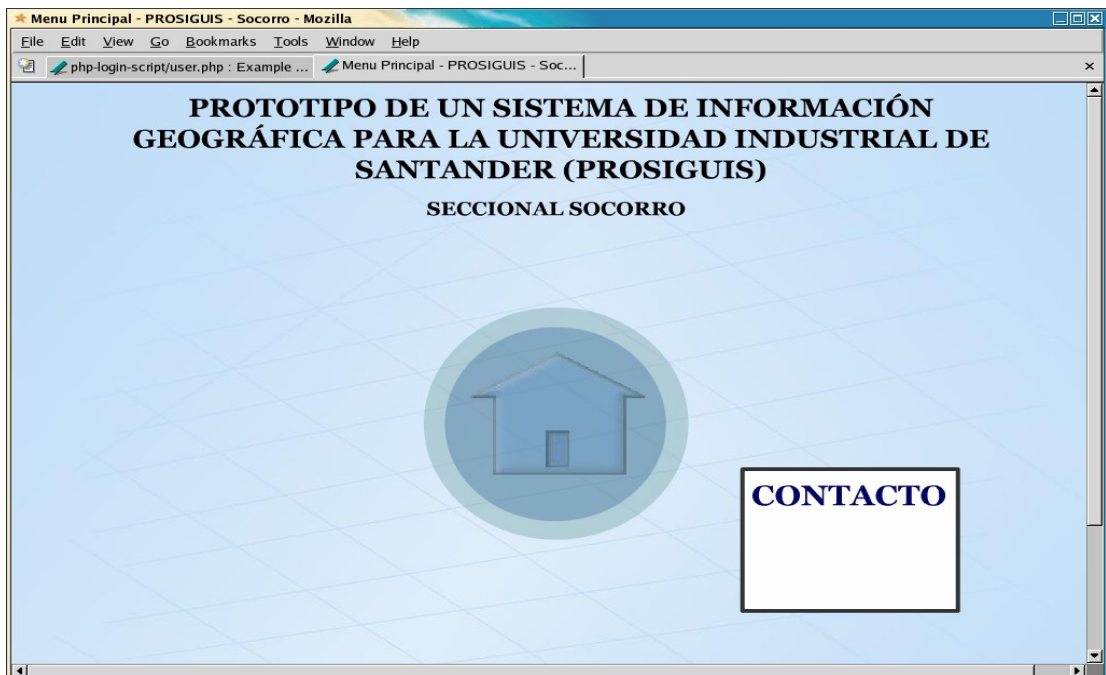 Menu Principal - PROSIGUIS - Socorro - Mozilla
File Edit View Go Bookmarks Tools Window Help
php-login-script/user.php : Example ... Menu Principal - PROSIGUIS - Soc...
PROTOTIPO DE UN SISTEMA DE INFORMACIÓN
GEOGRÁFICA PARA LA UNIVERSIDAD INDUSTRIAL DE
SANTANDER (PROSIGUIS)
SECCIONAL SOCORRO
CONTACTO